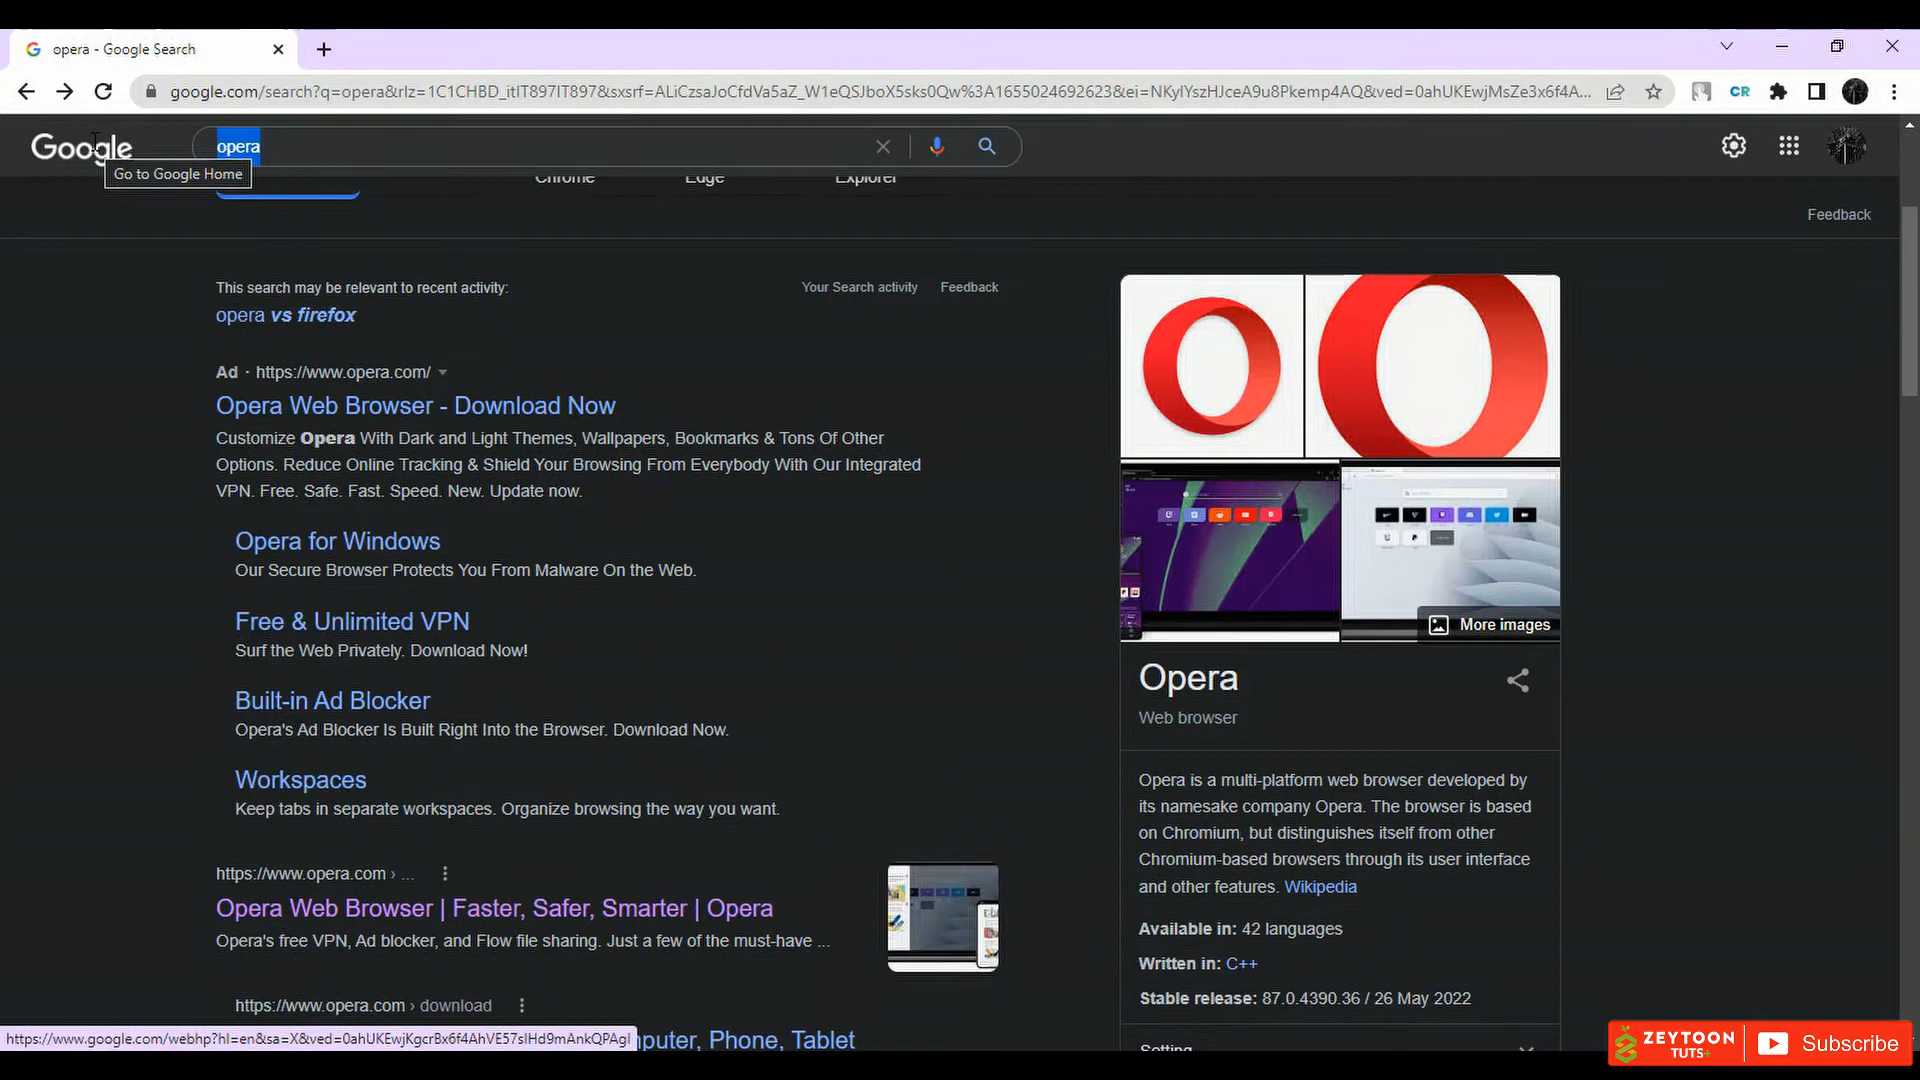 opera - Google Search
google.com/search?q=opera&rlz=1C1CHBD_itIT897IT897&sxsrf=ALiCzsaJoCfdVa5aZ_W1eQSJboX5sks0Qw%3A1655024692623&ei=NKylYszHJceA9u8Pkemp4AQ&ved=0ahUKEwjMsZe3x6f4A...
CR
Google
opera
Go to Google Home
Chrome
Edge
Explorer
Feedback
This search may be relevant to recent activity:
Your Search activity
Feedback
opera vs firefox
Ad · https://www.opera.com/
Opera Web Browser - Download Now
Customize Opera With Dark and Light Themes, Wallpapers, Bookmarks & Tons Of Other
Options. Reduce Online Tracking & Shield Your Browsing From Everybody With Our Integrated
VPN. Free. Safe. Fast. Speed. New. Update now.
Opera for Windows
Our Secure Browser Protects You From Malware On the Web.
Free & Unlimited VPN
Surf the Web Privately. Download Now!
Built-in Ad Blocker
Opera's Ad Blocker Is Built Right Into the Browser. Download Now.
Workspaces
Keep tabs in separate workspaces. Organize browsing the way you want.
https://www.opera.com › ...
Opera Web Browser | Faster, Safer, Smarter | Opera
Opera's free VPN, Ad blocker, and Flow file sharing. Just a few of the must-have ...
https://www.opera.com › download
puter, Phone, Tablet
https://www.google.com/webhp?hl=en&sa=X&ved=0ahUKEwjKgcrBx6f4AhVE57sIHd9mAnkQPAgI
More images
Opera
Web browser
Opera is a multi-platform web browser developed by
its namesake company Opera. The browser is based
on Chromium, but distinguishes itself from other
Chromium-based browsers through its user interface
and other features. Wikipedia
Available in: 42 languages
Written in: C++
Stable release: 87.0.4390.36 / 26 May 2022
Setting
ZEYTOON
TUTS+
Subscribe